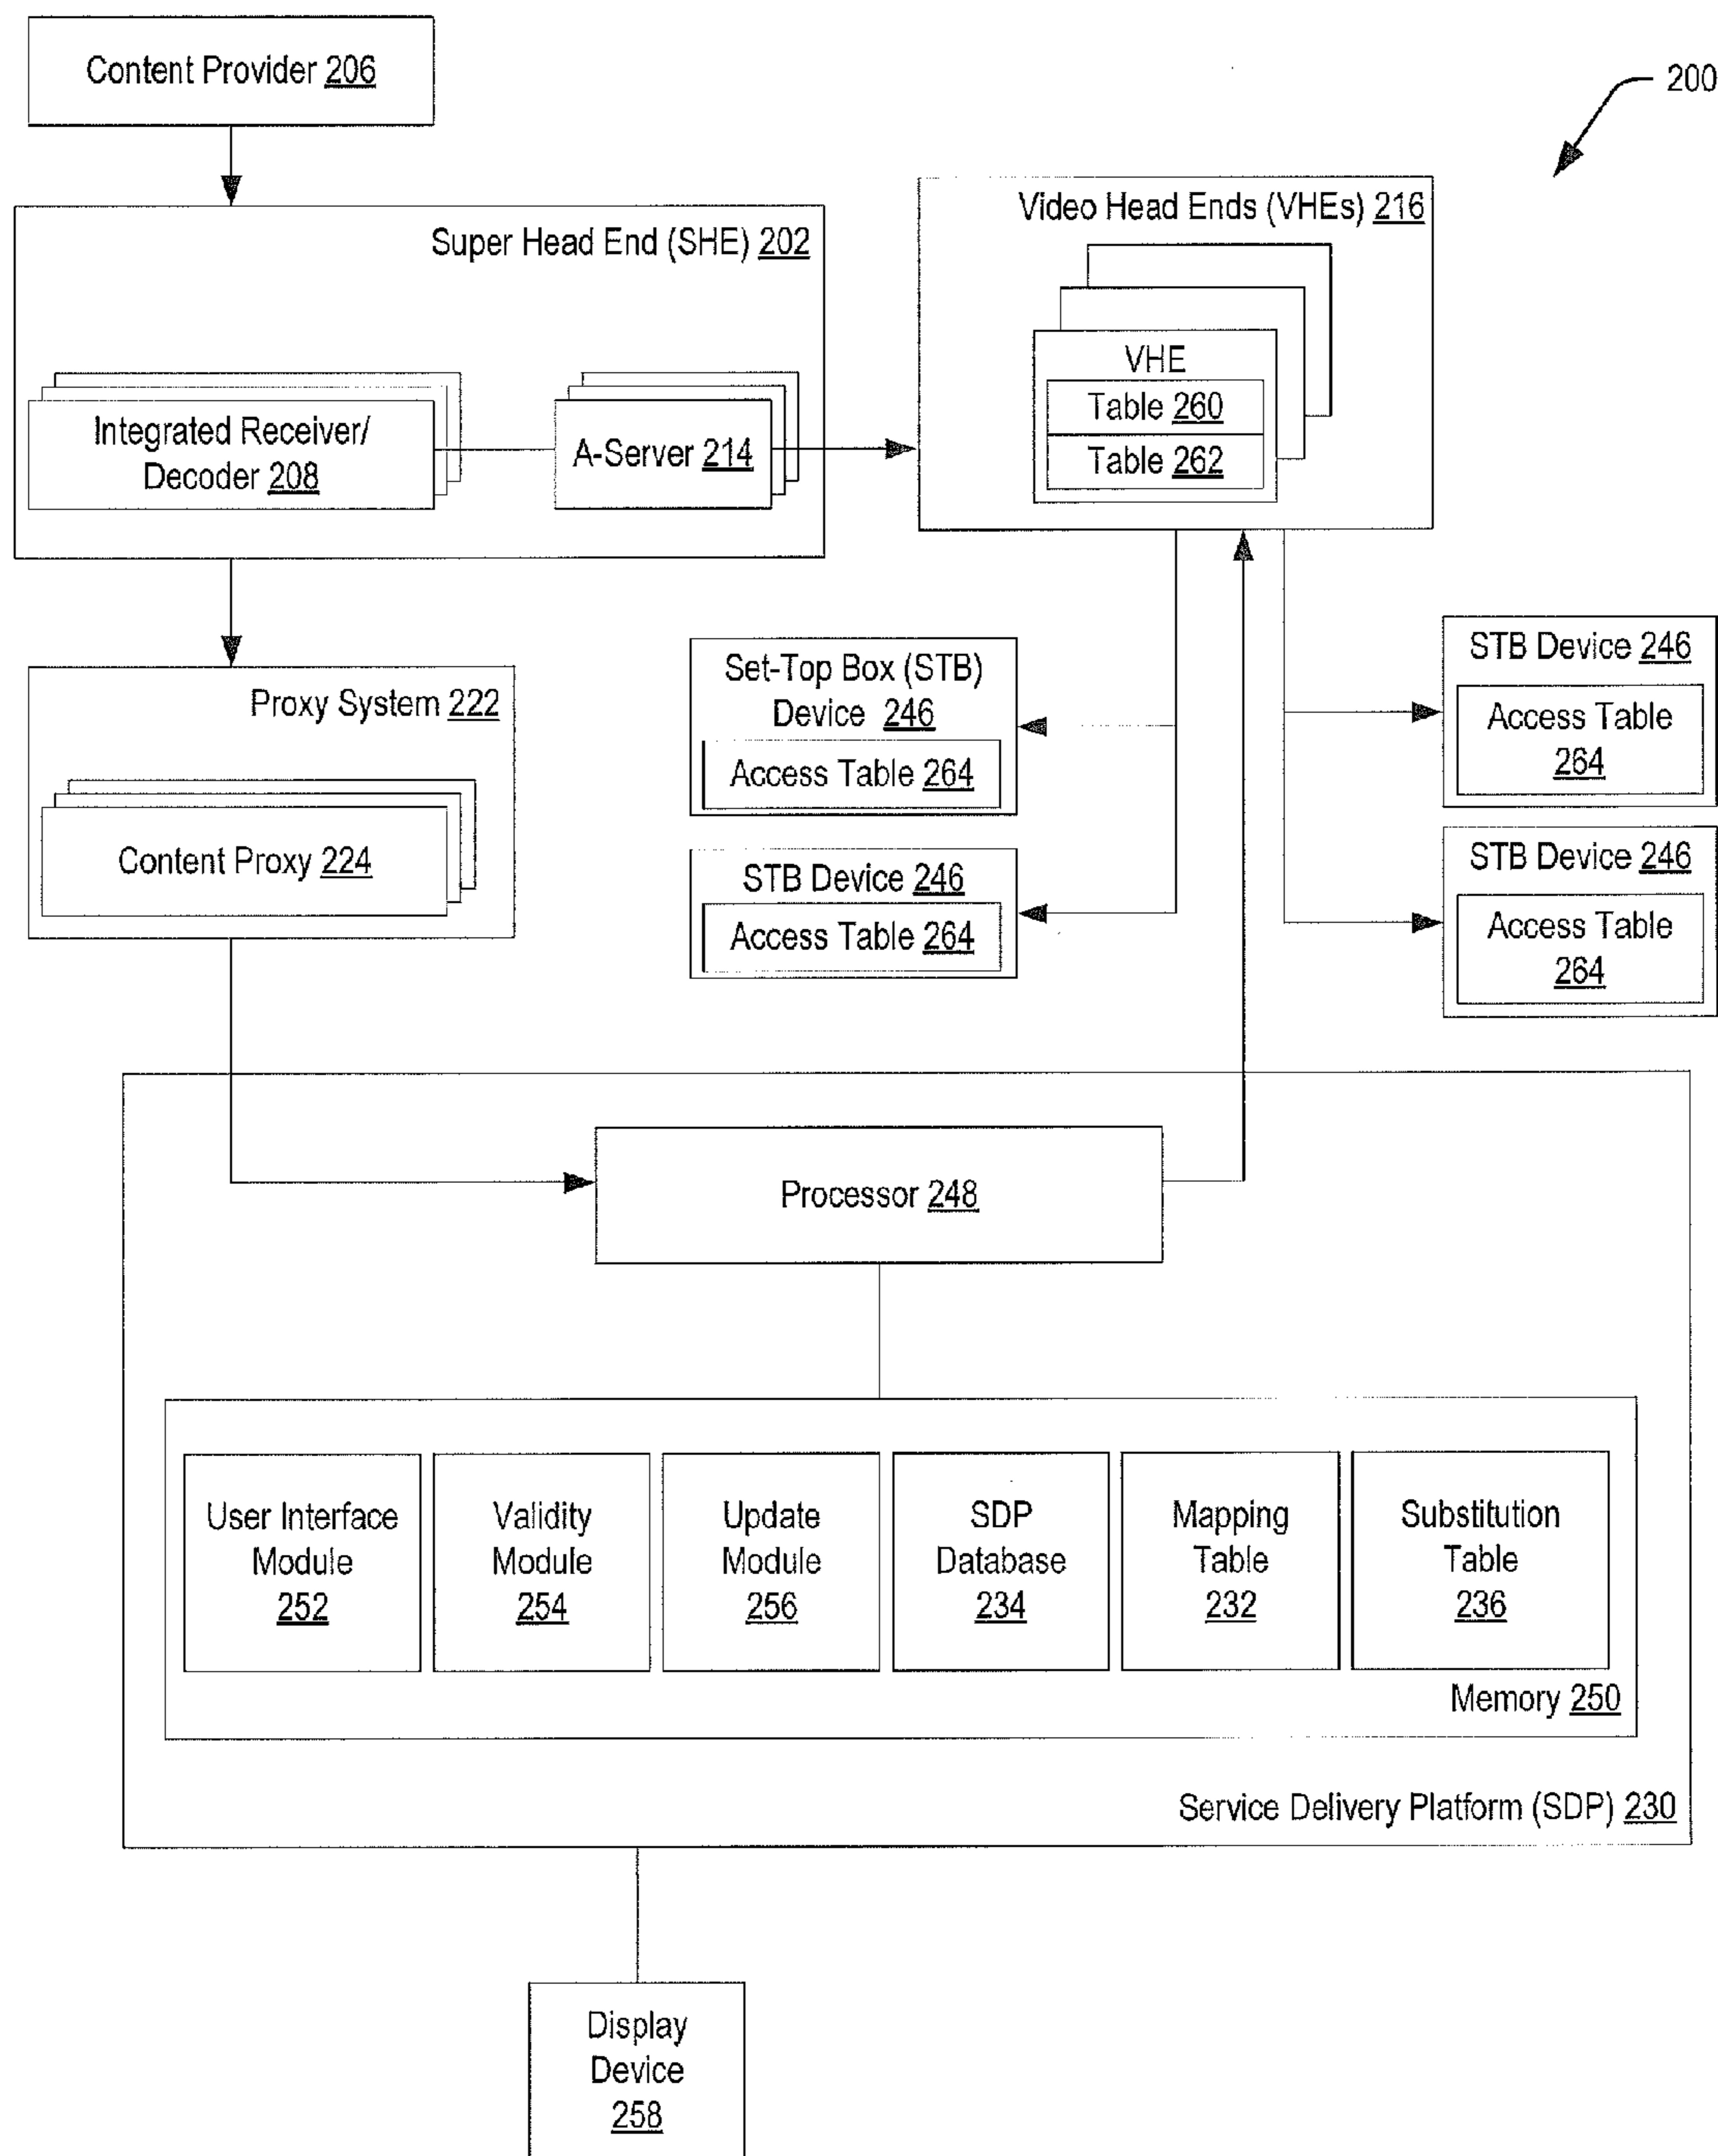 Content Provider 206
200
Super Head End (SHE) 202
Integrated Receiver/
Decoder 208
A-Server 214
Video Head Ends (VHEs) 216
VHE
Table 260
Table 262
Proxy System 222
Content Proxy 224
Set-Top Box (STB)
Device 246
Access Table 264
STB Device 246
Access Table 264
STB Device 246
Access Table
264
STB Device 246
Access Table
264
Processor 248
User Interface
Module
252
Validity
Module
254
Update
Module
256
SDP
Database
234
Mapping
Table
232
Substitution
Table
236
Memory 250
Service Delivery Platform (SDP) 230
Display
Device
258